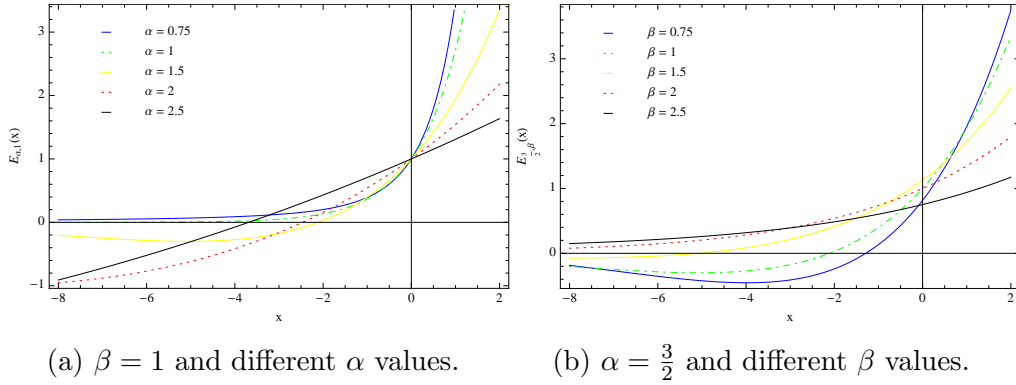 α = 0.75
α = 1
α = 1.5
α = 2
α = 2.5
3
2
1
0
−1
E_{α,1}(x)
−8 −6 −4 −2 0 2
x
β = 0.75
β = 1
β = 1.5
β = 2
β = 2.5
3
2
1
0
E_{3/2,β}(x)
−8 −6 −4 −2 0 2
x
(a) β = 1 and different α values.
(b) α = 3/2 and different β values.